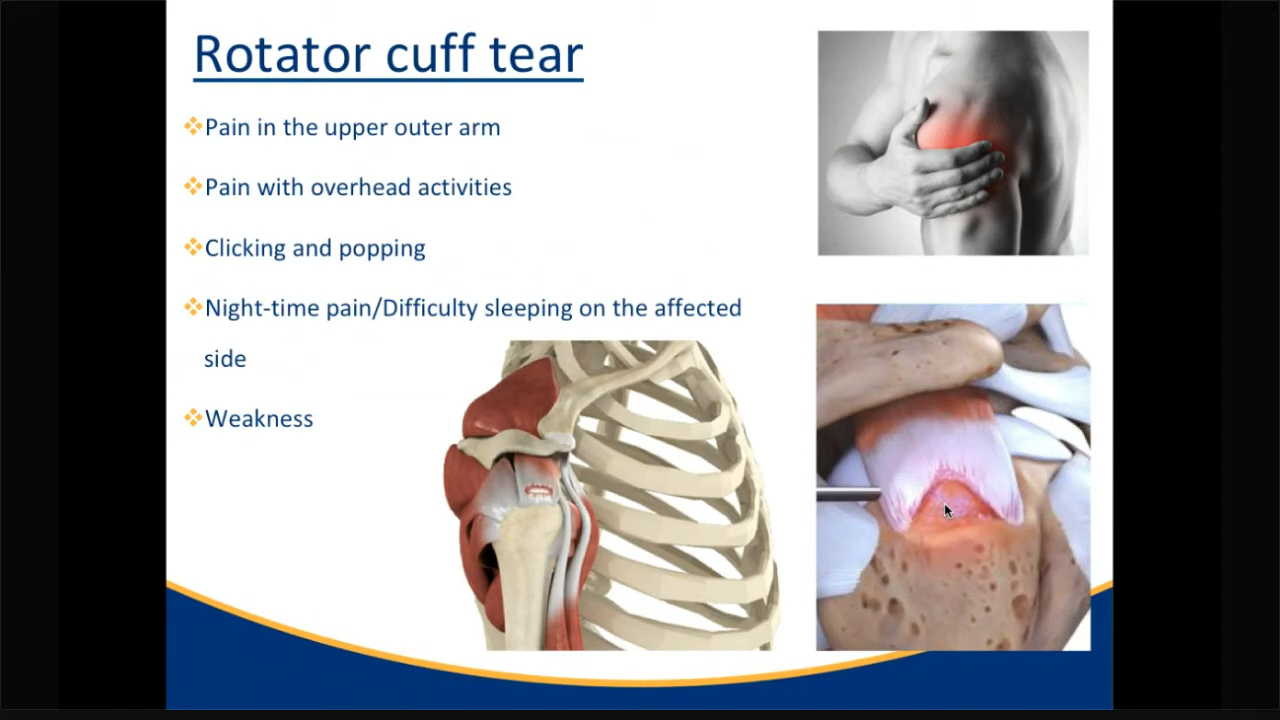 Rotator cuff tear
Pain in the upper outer arm
Pain with overhead activities
Clicking and popping
Night-time pain/Difficulty sleeping on the affected
side
Weakness